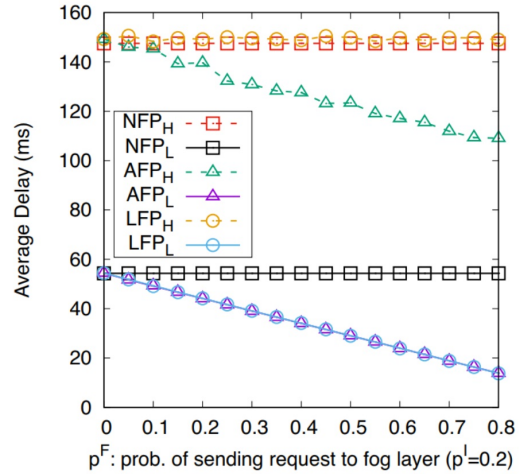 160
140
120
100
80
60
40
20
0
Average Delay (ms)
NFP_H
NFP_L
AFP_H
AFP_L
LFP_H
LFP_L
0 0.1 0.2 0.3 0.4 0.5 0.6 0.7 0.8
p^F: prob. of sending request to fog layer (p^I=0.2)